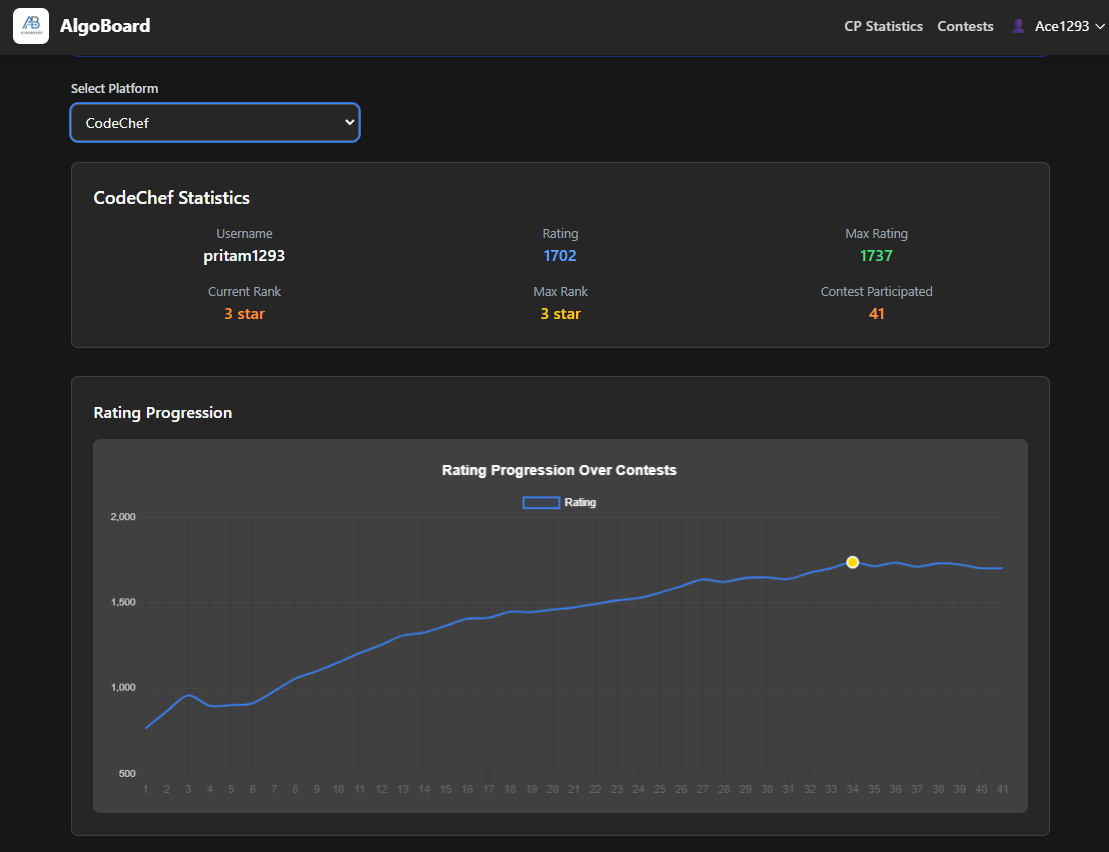 AlgoBoard
CP Statistics Contests Ace1293
Select Platform
CodeChef
CodeChef Statistics
Username Rating Max Rating
pritam1293 1702 1737
Current Rank Max Rank Contest Participated
3 star 3 star 41
Rating Progression
Rating Progression Over Contests
Rating
2,000
1,500
1,000
500
1 2 3 4 5 6 7 8 9 10 11 12 13 14 15 16 17 18 19 20 21 22 23 24 25 26 27 28 29 30 31 32 33 34 35 36 37 38 39 40 41